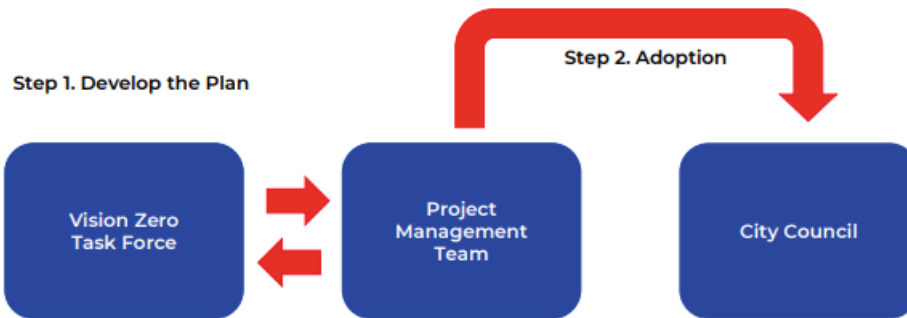 Step 1. Develop the Plan
Step 2. Adoption
Vision Zero
Task Force
Project
Management
Team
City Council